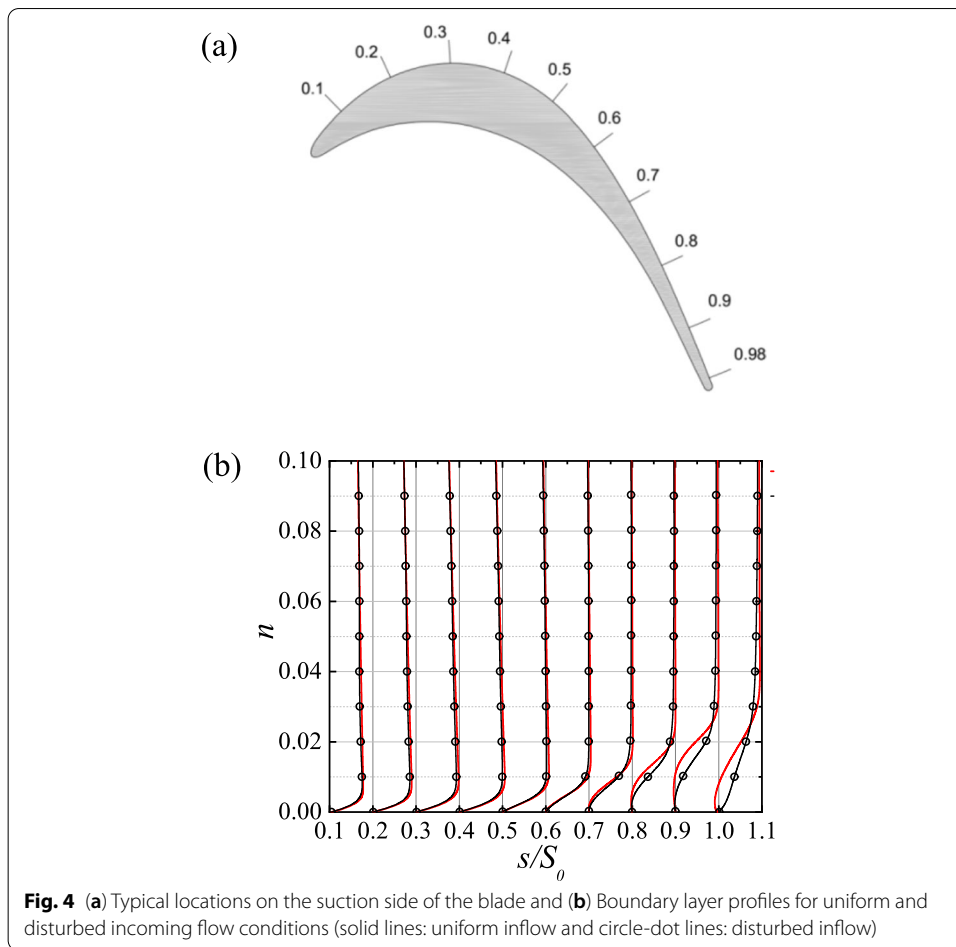 (a)
0.1
0.2
0.3
0.4
0.5
0.6
0.7
0.8
0.9
0.98
(b)
0.10
0.08
0.06
0.04
0.02
0.00
n
0.1 0.2 0.3 0.4 0.5 0.6 0.7 0.8 0.9 1.0 1.1
s/S₀
Fig. 4 (a) Typical locations on the suction side of the blade and (b) Boundary layer profiles for uniform and
disturbed incoming flow conditions (solid lines: uniform inflow and circle-dot lines: disturbed inflow)